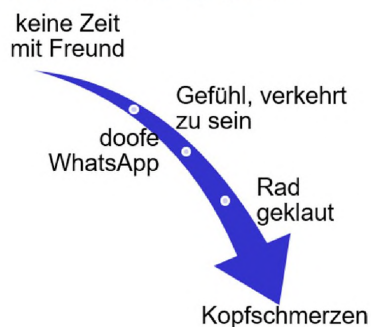 keine Zeit
mit Freund
Gefühl, verkehrt
zu sein
doofe
WhatsApp
Rad
geklaut
Kopfschmerzen